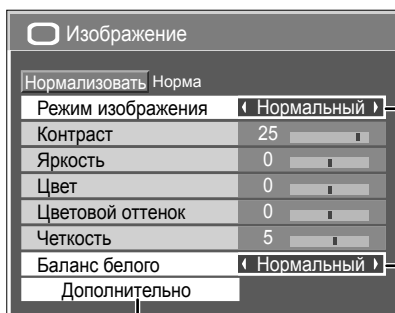 Изображение
Нормализовать Норма
Режим изображения Нормальный
Контраст 25
Яркость 0
Цвет 0
Цветовой оттенок 0
Четкость 5
Баланс белого Нормальный
Дополнительно